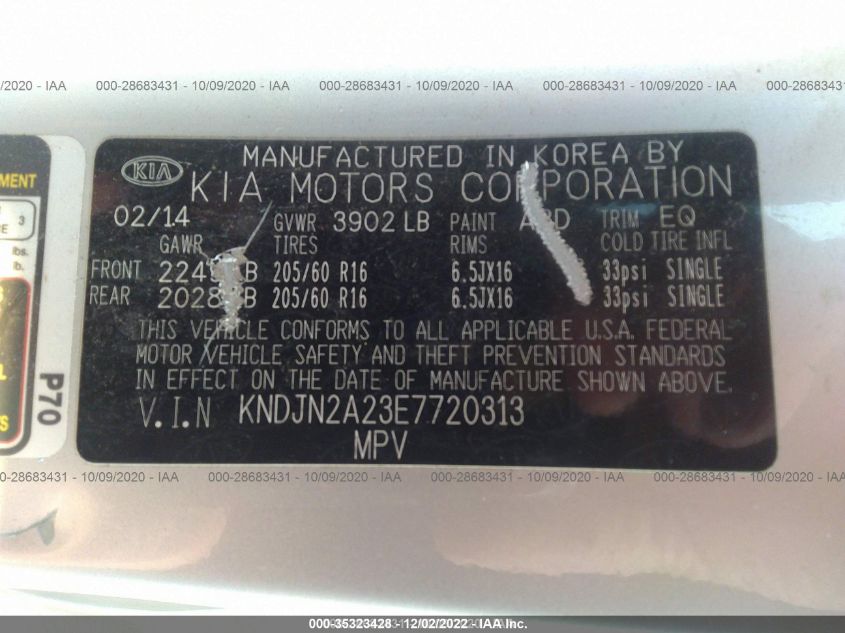 0/2020 - IAA 000-28683431 - 10/09/2020 - IAA 000-28683431 - 10/09/2020 - IAA 000-28683431 - 10/09/2020 - IAA 000-28683431
MENT
3
lbs.
lb.
L
TS
P70
KIA
MANUFACTURED IN KOREA BY
KIA MOTORS CORPORATION
02/14 GVWR 3902 LB PAINT TRIM EQ
GAWR TIRES RIMS COLD TIRE INFL
FRONT 205/60 R16 6.5JX16 33psi SINGLE
REAR 205/60 R16 6.5JX16 33psi SINGLE
THIS VEHICLE CONFORMS TO ALL APPLICABLE U.S.A. FEDERAL
MOTOR VEHICLE SAFETY AND THEFT PREVENTION STANDARDS
IN EFFECT ON THE DATE OF MANUFACTURE SHOWN ABOVE.
V.I.N KNDJN2A23E7720313
MPV
-28683431 - 10/09/2020 - IAA 000-28683431 - 10/09/2020 - IAA 000-28683431 - 10/09/2020 - IAA 000-28683431 - 10/09/2020
000-35323428 - 12/02/2022 - IAA, Inc.